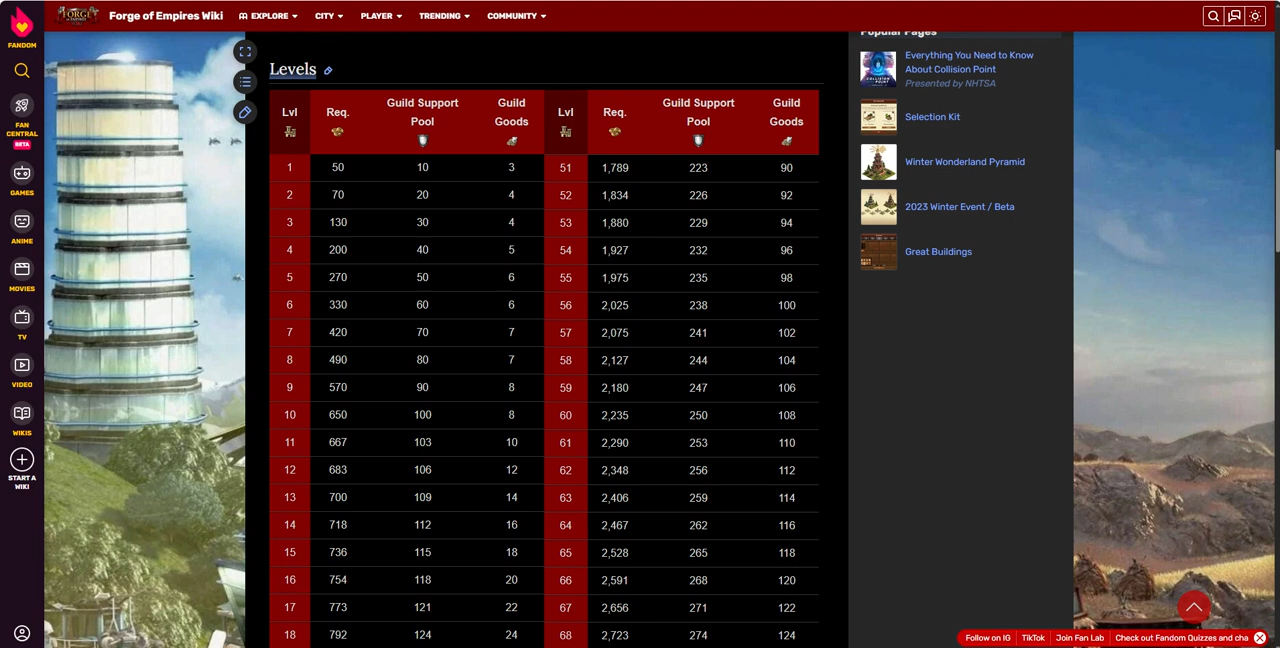 FORGE
OF EMPIRES
Forge of Empires Wiki
EXPLORE
CITY
PLAYER
TRENDING
COMMUNITY
FANDOM
FAN
CENTRAL
BETA
GAMES
ANIME
MOVIES
TV
VIDEO
WIKIS
START A
WIKI
Levels
Lvl Req. Guild Support Pool Guild Goods Lvl Req. Guild Support Pool Guild Goods
1 50 10 3 51 1,789 223 90
2 70 20 4 52 1,834 226 92
3 130 30 4 53 1,880 229 94
4 200 40 5 54 1,927 232 96
5 270 50 6 55 1,975 235 98
6 330 60 6 56 2,025 238 100
7 420 70 7 57 2,075 241 102
8 490 80 7 58 2,127 244 104
9 570 90 8 59 2,180 247 106
10 650 100 8 60 2,235 250 108
11 667 103 10 61 2,290 253 110
12 683 106 12 62 2,348 256 112
13 700 109 14 63 2,406 259 114
14 718 112 16 64 2,467 262 116
15 736 115 18 65 2,528 265 118
16 754 118 20 66 2,591 268 120
17 773 121 22 67 2,656 271 122
18 792 124 24 68 2,723 274 124
Popular Pages
Everything You Need to Know
About Collision Point
Presented by NHTSA
Selection Kit
Winter Wonderland Pyramid
2023 Winter Event / Beta
Great Buildings
Follow on IG
TikTok
Join Fan Lab
Check out Fandom Quizzes and cha